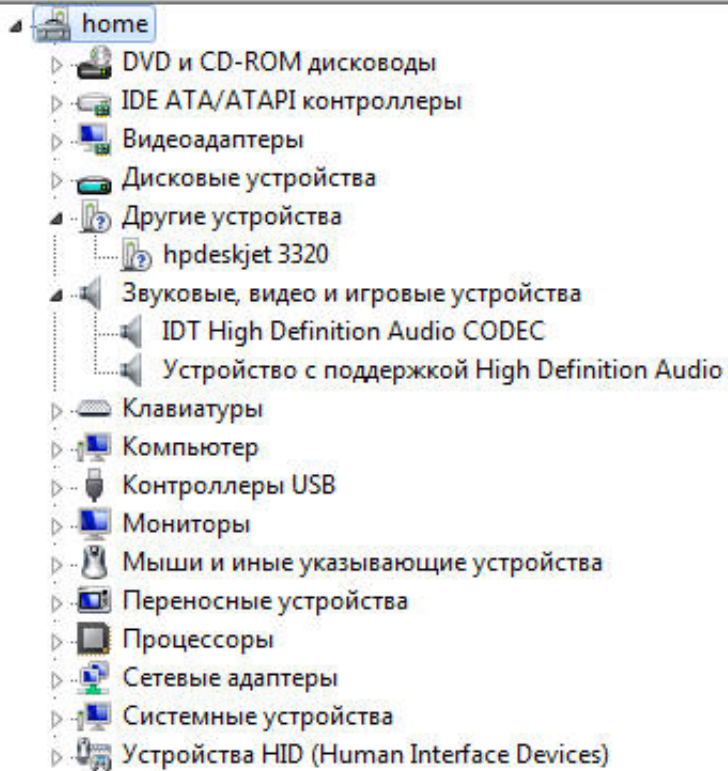 home
DVD и CD-ROM дисководы
IDE ATA/ATAPI контроллеры
Видеоадаптеры
Дисковые устройства
Другие устройства
hpdeskjet 3320
Звуковые, видео и игровые устройства
IDT High Definition Audio CODEC
Устройство с поддержкой High Definition Audio
Клавиатуры
Компьютер
Контроллеры USB
Мониторы
Мыши и иные указывающие устройства
Переносные устройства
Процессоры
Сетевые адаптеры
Системные устройства
Устройства HID (Human Interface Devices)